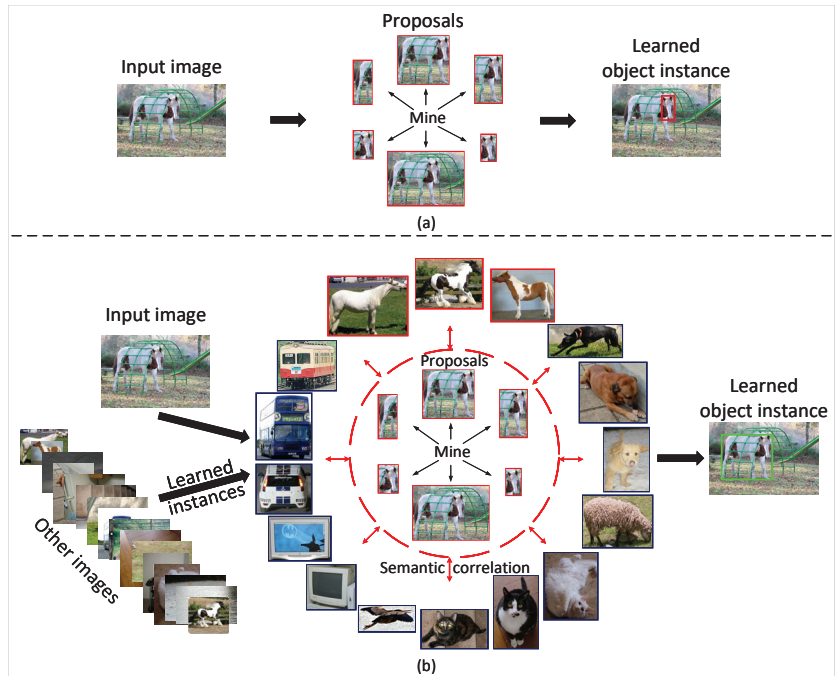 Proposals
Input image
Learned
object instance
Mine
(a)
Input image
Proposals
Learned
object instance
Learned
instances
Mine
Other images
Semantic correlation
(b)